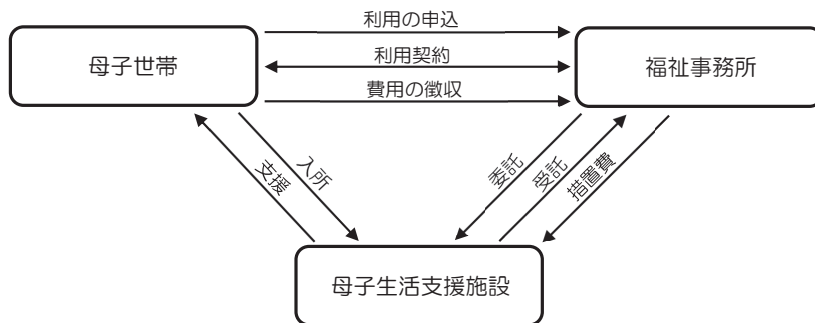 利用の申込
母子世帯
利用契約
福祉事務所
費用の徴収
支援
入所
委託
受託
措置費
母子生活支援施設